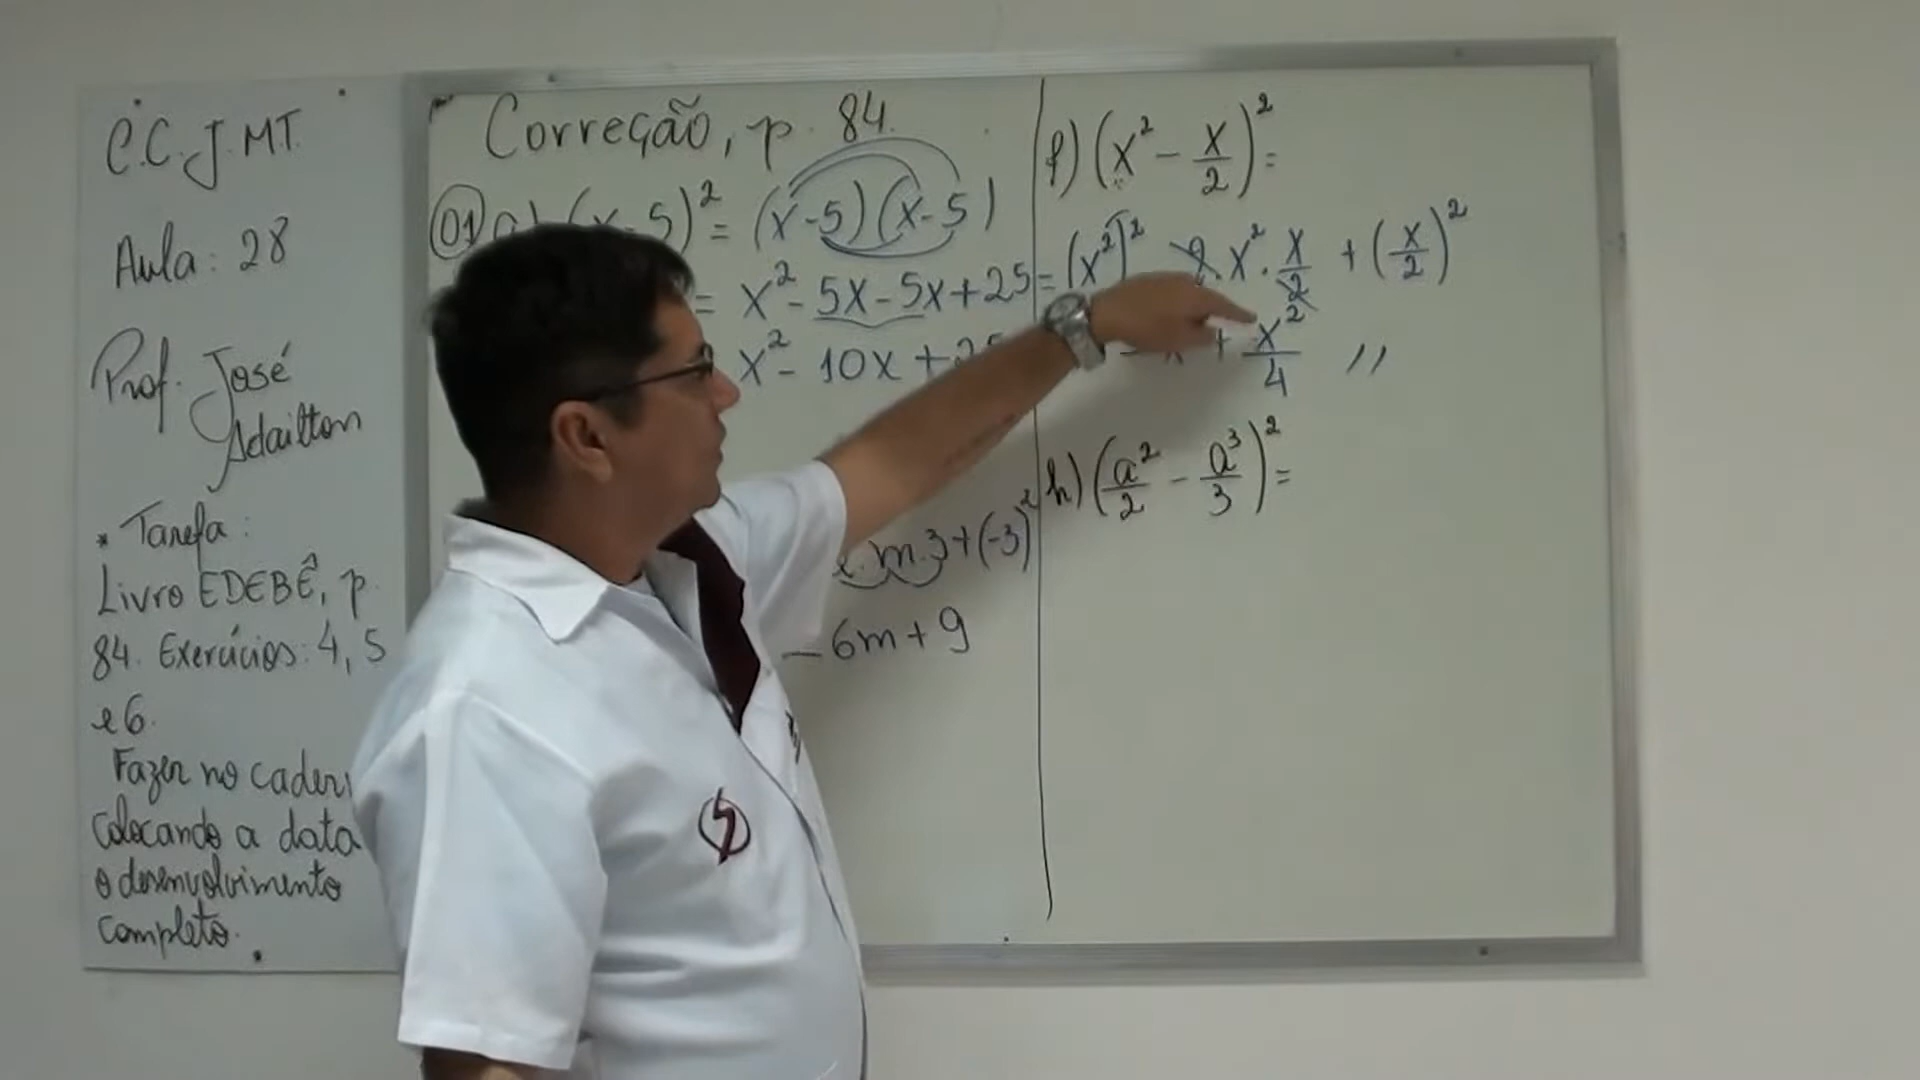 C.C.J.MT.
Aula: 28
Prof. José
Adailton
* Tarefa:
Livro EDEBÊ, p.
84. Exercícios: 4, 5
e 6.
Fazer no
colocando a data
o desenvolvimento
completo.
Correção, p. 84.
01 - 5)² = (x - 5)(x - 5)
= x² - 5x - 5x + 25
x² - 10x +
. m . 3 + (-3)²
- 6m + 9
f) (x² - x/2)² =
= (x²)² 2 . x² . x/2 + (x/2)²
+ x²/4 //
h) (a²/2 - a³/3)² =